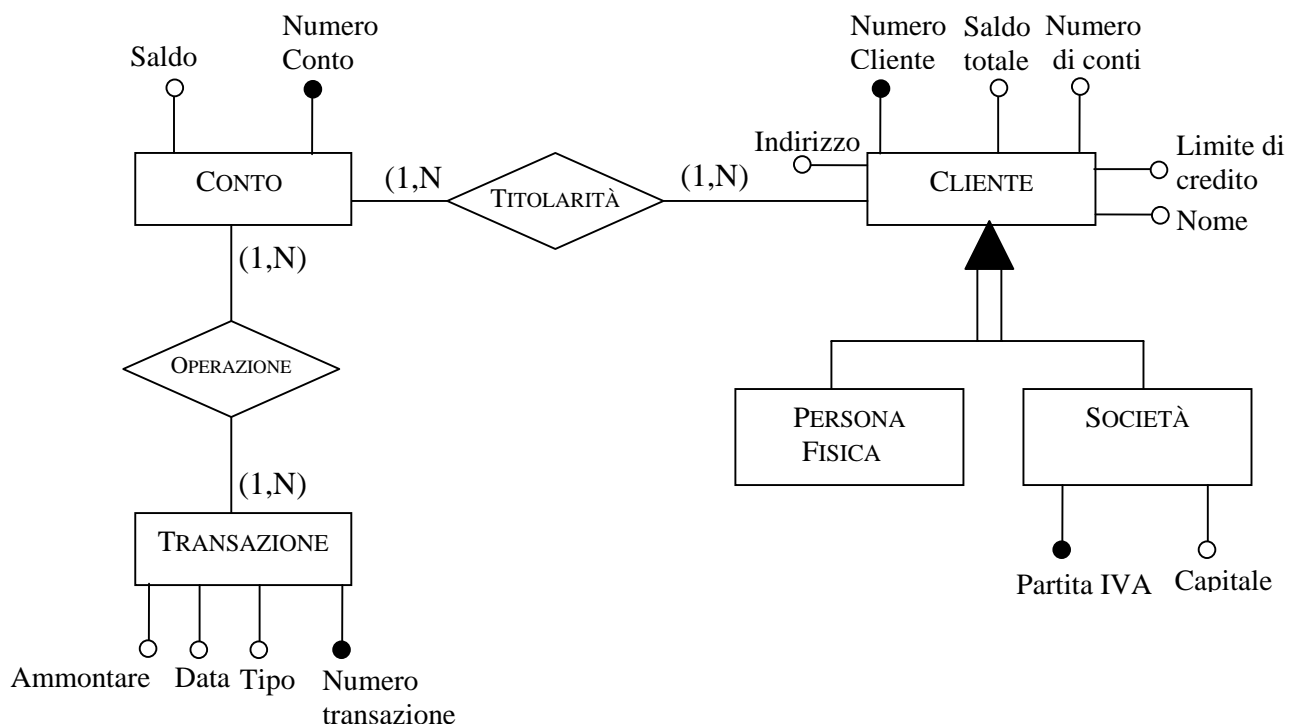 Saldo
Numero
Conto
Numero
Cliente
Saldo
totale
Numero
di conti
Indirizzo
Limite di
credito
Nome
CONTO
(1,N
TITOLARITÀ
(1,N)
CLIENTE
(1,N)
OPERAZIONE
(1,N)
PERSONA
FISICA
SOCIETÀ
TRANSAZIONE
Partita IVA
Capitale
Ammontare
Data
Tipo
Numero
transazione